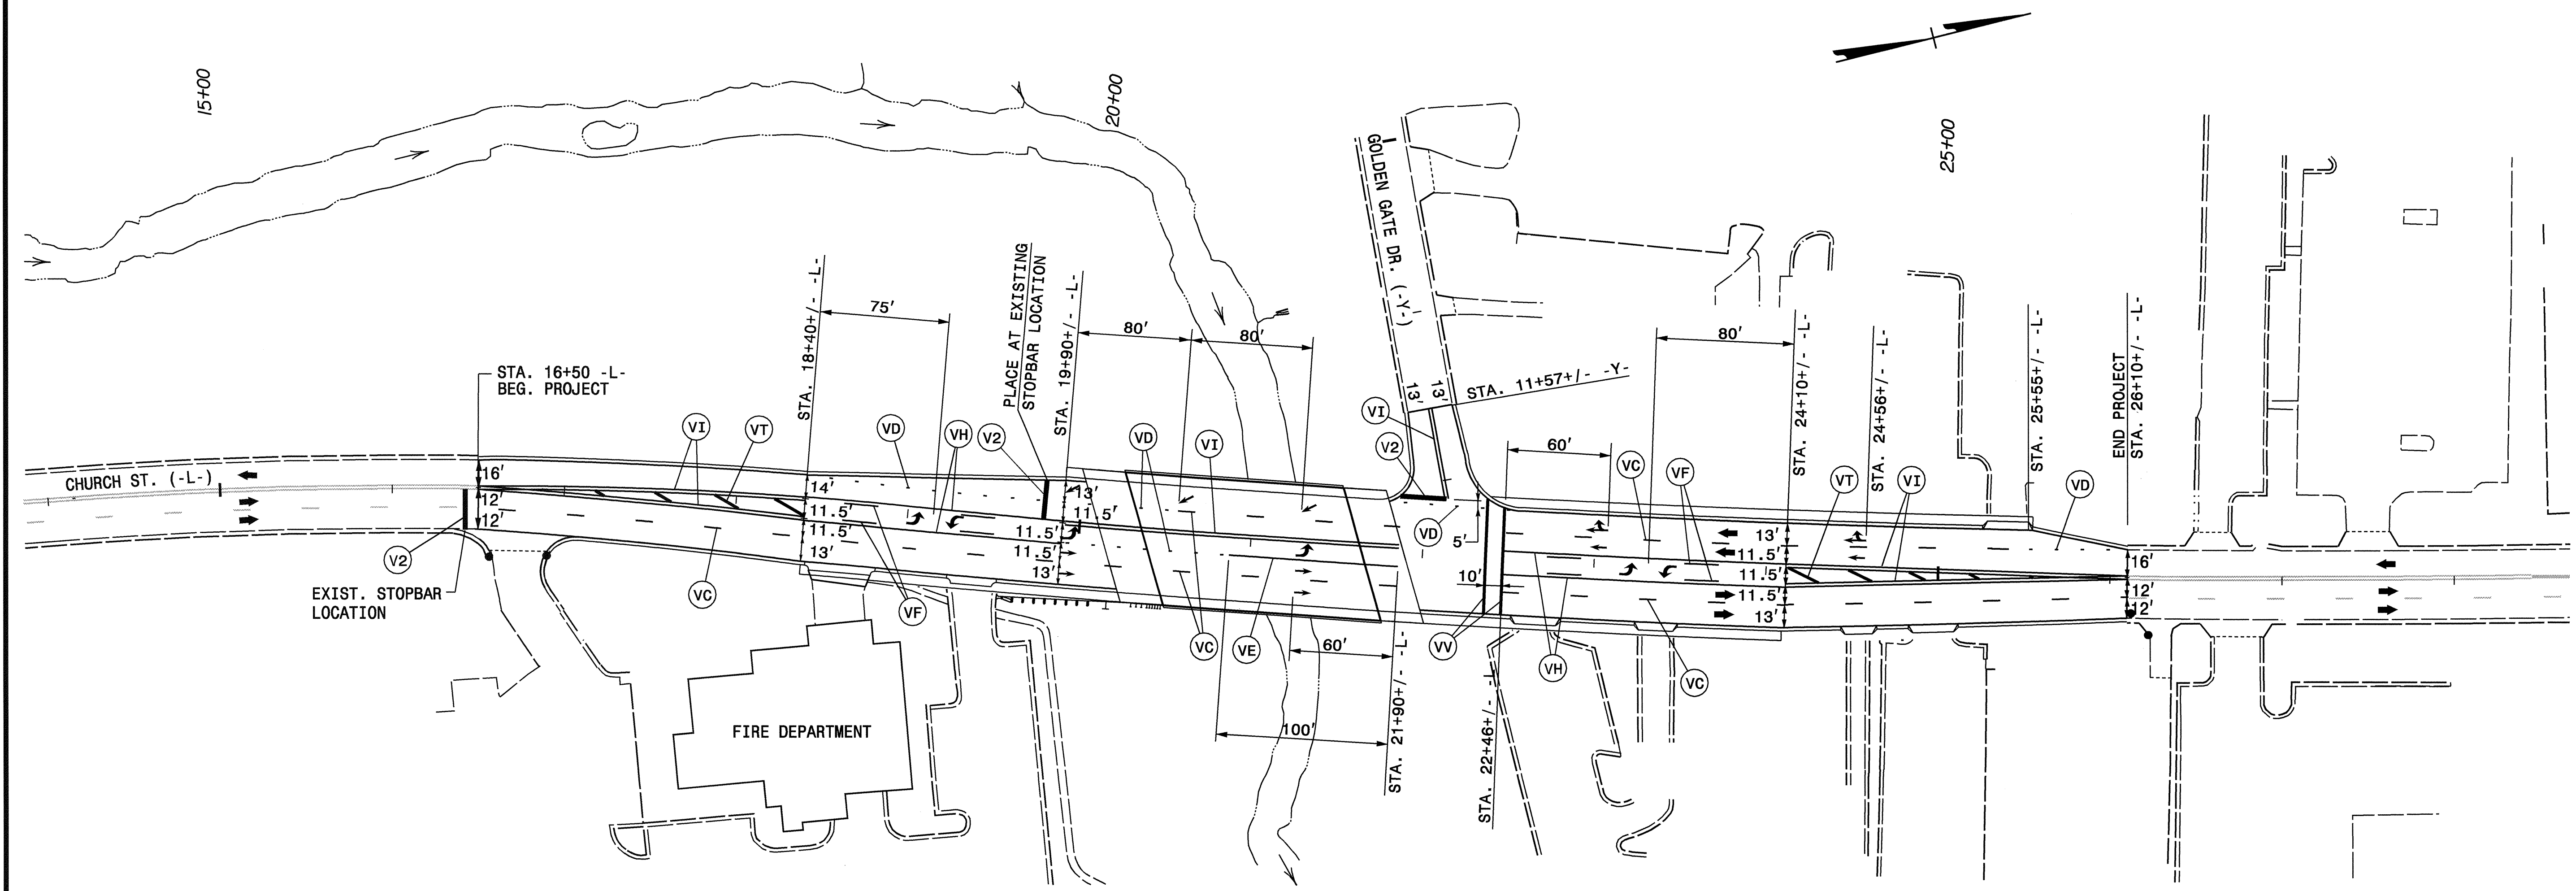 15+00
20+00
25+00
GOLDEN GATE DR. (-Y-)
STA. 18+40+/- -L-
75'
PLACE AT EXISTING
STOPBAR LOCATION
STA. 19+90+/- -L-
80'
80'
13'
13'
STA. 11+57+/- -Y-
80'
STA. 24+10+/- -L-
STA. 24+56+/- -L-
STA. 25+55+/- -L-
END PROJECT
STA. 26+10+/- -L-
STA. 16+50 -L-
BEG. PROJECT
VI
VT
VD
VH
V2
VD
VI
VI
V2
60'
VC
VF
VT
VI
VD
CHURCH ST. (-L-)
16'
12'
12'
14'
11.5'
11.5'
13'
13'
11.5'
11.5'
11.5'
13'
VD
5'
10'
13'
11.5'
11.5'
11.5'
13'
16'
12'
12'
V2
EXIST. STOPBAR
LOCATION
VC
VF
VC
VE
60'
VV
VH
VC
100'
STA. 21+90+/- -L-
STA. 22+46+/- -L-
FIRE DEPARTMENT